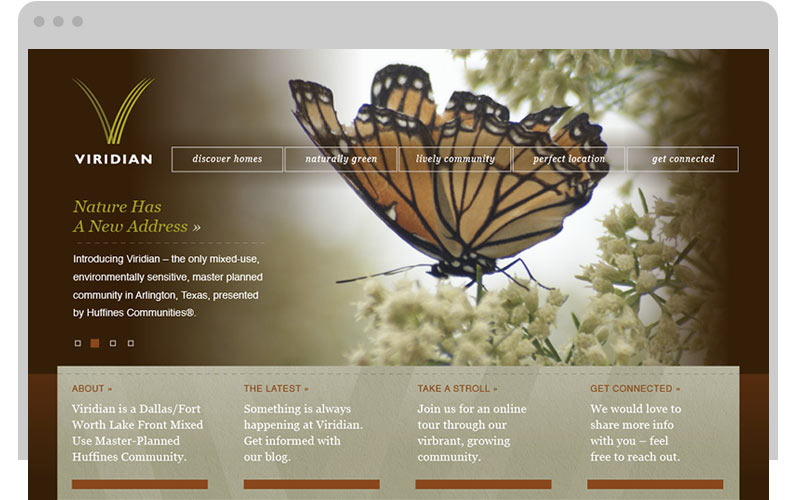 VIRIDIAN
discover homes
naturally green
lively community
perfect location
get connected
Nature Has
A New Address »
Introducing Viridian – the only mixed-use,
environmentally sensitive, master planned
community in Arlington, Texas, presented
by Huffines Communities®.
ABOUT »
Viridian is a Dallas/Fort
Worth Lake Front Mixed
Use Master-Planned
Huffines Community.
THE LATEST »
Something is always
happening at Viridian.
Get informed with
our blog.
TAKE A STROLL »
Join us for an online
tour through our
virbrant, growing
community.
GET CONNECTED »
We would love to
share more info
with you – feel
free to reach out.